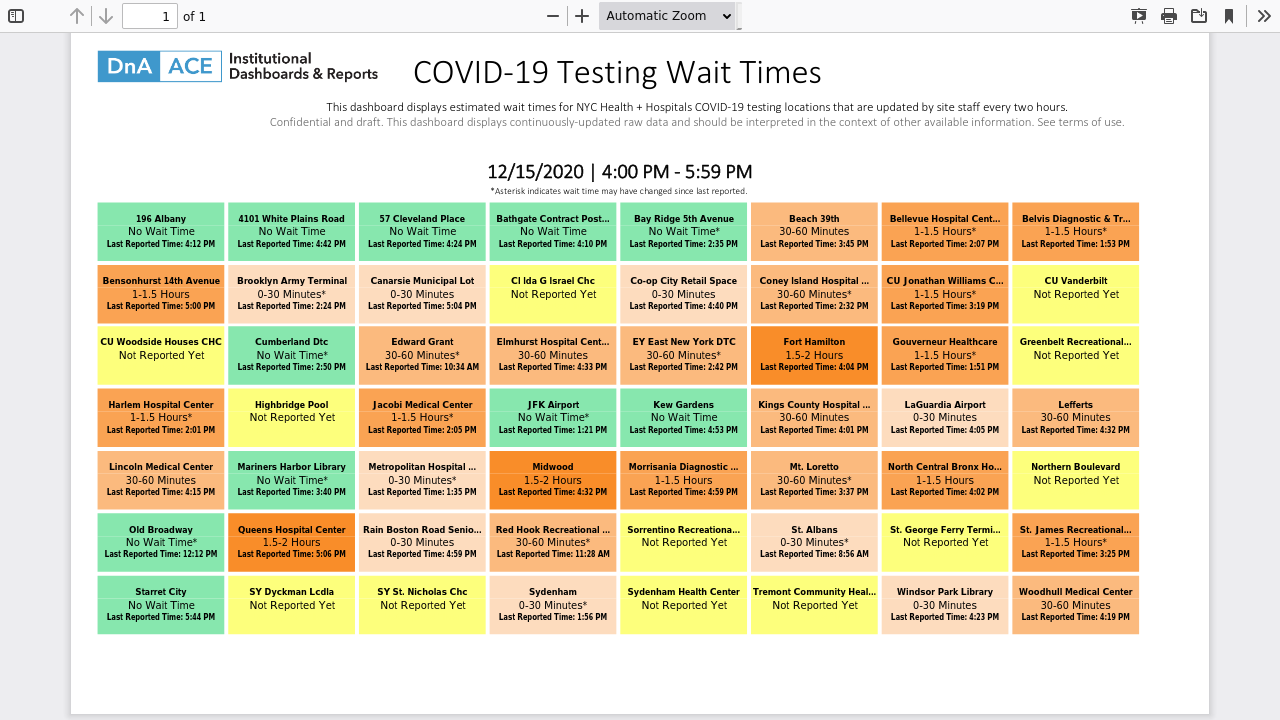 1 of 1 Automatic Zoom
DnA ACE Institutional
Dashboards & Reports
COVID-19 Testing Wait Times
This dashboard displays estimated wait times for NYC Health + Hospitals COVID-19 testing locations that are updated by site staff every two hours.
Confidential and draft. This dashboard displays continuously-updated raw data and should be interpreted in the context of other available information. See terms of use.
12/15/2020 | 4:00 PM - 5:59 PM
*Asterisk indicates wait time may have changed since last reported.
196 Albany
No Wait Time
Last Reported Time: 4:12 PM
4101 White Plains Road
No Wait Time
Last Reported Time: 4:42 PM
57 Cleveland Place
No Wait Time
Last Reported Time: 4:24 PM
Bathgate Contract Post...
No Wait Time
Last Reported Time: 4:10 PM
Bay Ridge 5th Avenue
No Wait Time*
Last Reported Time: 2:35 PM
Beach 39th
30-60 Minutes
Last Reported Time: 3:45 PM
Bellevue Hospital Cent...
1-1.5 Hours*
Last Reported Time: 2:07 PM
Belvis Diagnostic & Tr...
1-1.5 Hours*
Last Reported Time: 1:53 PM
Bensonhurst 14th Avenue
1-1.5 Hours
Last Reported Time: 5:00 PM
Brooklyn Army Terminal
0-30 Minutes*
Last Reported Time: 2:24 PM
Canarsie Municipal Lot
0-30 Minutes
Last Reported Time: 5:04 PM
Cl Ida G Israel Chc
Not Reported Yet
Co-op City Retail Space
0-30 Minutes
Last Reported Time: 4:40 PM
Coney Island Hospital ...
30-60 Minutes*
Last Reported Time: 2:32 PM
CU Jonathan Williams C...
1-1.5 Hours*
Last Reported Time: 3:19 PM
CU Vanderbilt
Not Reported Yet
CU Woodside Houses CHC
Not Reported Yet
Cumberland Dtc
No Wait Time*
Last Reported Time: 2:50 PM
Edward Grant
30-60 Minutes*
Last Reported Time: 10:34 AM
Elmhurst Hospital Cent...
30-60 Minutes
Last Reported Time: 4:33 PM
EY East New York DTC
30-60 Minutes*
Last Reported Time: 2:42 PM
Fort Hamilton
1.5-2 Hours
Last Reported Time: 4:04 PM
Gouverneur Healthcare
1-1.5 Hours*
Last Reported Time: 1:51 PM
Greenbelt Recreational...
Not Reported Yet
Harlem Hospital Center
1-1.5 Hours*
Last Reported Time: 2:01 PM
Highbridge Pool
Not Reported Yet
Jacobi Medical Center
1-1.5 Hours*
Last Reported Time: 2:05 PM
JFK Airport
No Wait Time*
Last Reported Time: 1:21 PM
Kew Gardens
No Wait Time
Last Reported Time: 4:53 PM
Kings County Hospital ...
30-60 Minutes
Last Reported Time: 4:01 PM
LaGuardia Airport
0-30 Minutes
Last Reported Time: 4:05 PM
Lefferts
30-60 Minutes
Last Reported Time: 4:32 PM
Lincoln Medical Center
30-60 Minutes
Last Reported Time: 4:15 PM
Mariners Harbor Library
No Wait Time*
Last Reported Time: 3:40 PM
Metropolitan Hospital ...
0-30 Minutes*
Last Reported Time: 1:35 PM
Midwood
1.5-2 Hours
Last Reported Time: 4:32 PM
Morrisania Diagnostic ...
1-1.5 Hours
Last Reported Time: 4:59 PM
Mt. Loretto
30-60 Minutes*
Last Reported Time: 3:37 PM
North Central Bronx Ho...
1-1.5 Hours
Last Reported Time: 4:02 PM
Northern Boulevard
Not Reported Yet
Old Broadway
No Wait Time*
Last Reported Time: 12:12 PM
Queens Hospital Center
1.5-2 Hours
Last Reported Time: 5:06 PM
Rain Boston Road Senio...
0-30 Minutes
Last Reported Time: 4:59 PM
Red Hook Recreational ...
30-60 Minutes*
Last Reported Time: 11:28 AM
Sorrentino Recreationa...
Not Reported Yet
St. Albans
0-30 Minutes*
Last Reported Time: 8:56 AM
St. George Ferry Termi...
Not Reported Yet
St. James Recreational...
1-1.5 Hours*
Last Reported Time: 3:25 PM
Starret City
No Wait Time
Last Reported Time: 5:44 PM
SY Dyckman Lcdla
Not Reported Yet
SY St. Nicholas Chc
Not Reported Yet
Sydenham
0-30 Minutes*
Last Reported Time: 1:56 PM
Sydenham Health Center
Not Reported Yet
Tremont Community Heal...
Not Reported Yet
Windsor Park Library
0-30 Minutes
Last Reported Time: 4:23 PM
Woodhull Medical Center
30-60 Minutes
Last Reported Time: 4:19 PM